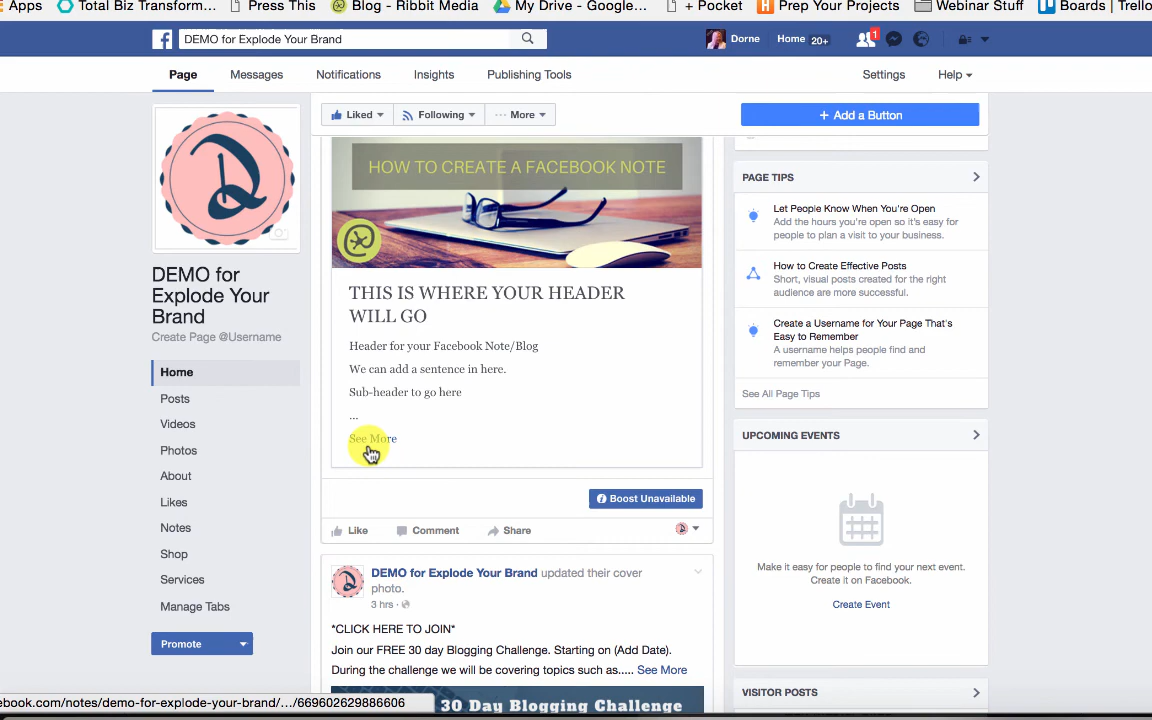 Apps Total Biz Transform... Press This Blog - Ribbit Media My Drive - Google... + Pocket Prep Your Projects Webinar Stuff Boards | Trello
DEMO for Explode Your Brand
Dorne Home 20+ 1
Page Messages Notifications Insights Publishing Tools Settings Help
Liked Following ... More + Add a Button
DEMO for
Explode Your
Brand
Create Page @Username
Home
Posts
Videos
Photos
About
Likes
Notes
Shop
Services
Manage Tabs
Promote
HOW TO CREATE A FACEBOOK NOTE
THIS IS WHERE YOUR HEADER
WILL GO
Header for your Facebook Note/Blog
We can add a sentence in here.
Sub-header to go here
...
See More
Boost Unavailable
Like Comment Share
DEMO for Explode Your Brand updated their cover
photo.
3 hrs ·
*CLICK HERE TO JOIN*
Join our FREE 30 day Blogging Challenge. Starting on (Add Date).
During the challenge we will be covering topics such as..... See More
30 Day Blogging Challenge
PAGE TIPS
Let People Know When You're Open
Add the hours you're open so it's easy for
people to plan a visit to your business.
How to Create Effective Posts
Short, visual posts created for the right
audience are more successful.
Create a Username for Your Page That's
Easy to Remember
A username helps people find and
remember your Page.
See All Page Tips
UPCOMING EVENTS
Make it easy for people to find your next event.
Create it on Facebook.
Create Event
VISITOR POSTS
cebook.com/notes/demo-for-explode-your-brand/.../669602629886606